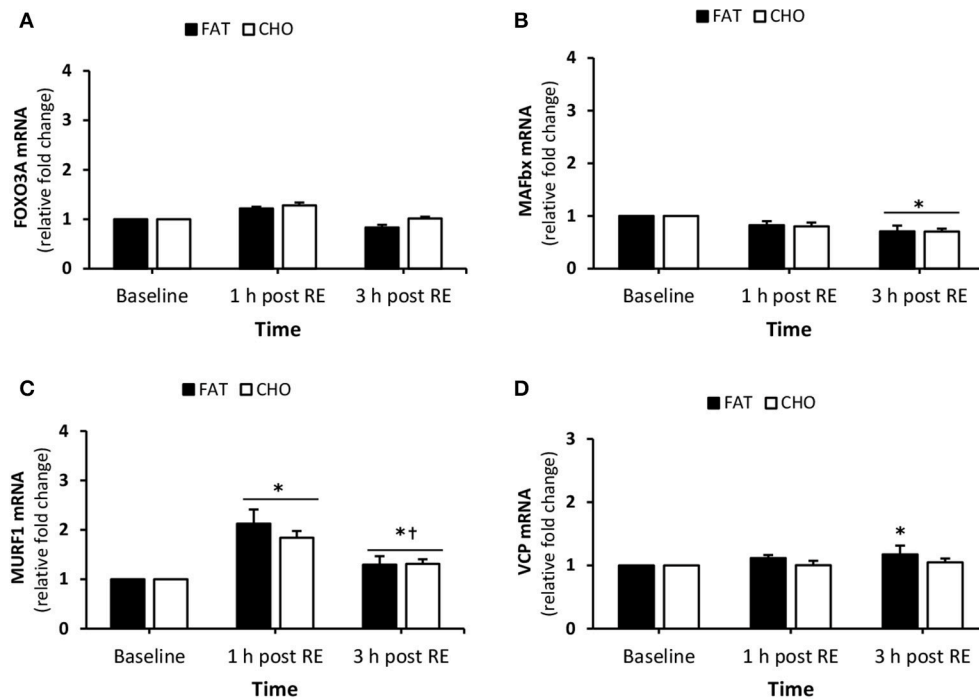 A
FAT CHO
FOXO3A mRNA
(relative fold change)
4
3
2
1
0
Baseline 1 h post RE 3 h post RE
Time
B
FAT CHO
MAFbx mRNA
(relative fold change)
4
3
2
1
0
*
Baseline 1 h post RE 3 h post RE
Time
C
FAT CHO
MURF1 mRNA
(relative fold change)
4
3
2
1
0
*
*†
Baseline 1 h post RE 3 h post RE
Time
D
FAT CHO
VCP mRNA
(relative fold change)
3
2
1
0
*
Baseline 1 h post RE 3 h post RE
Time